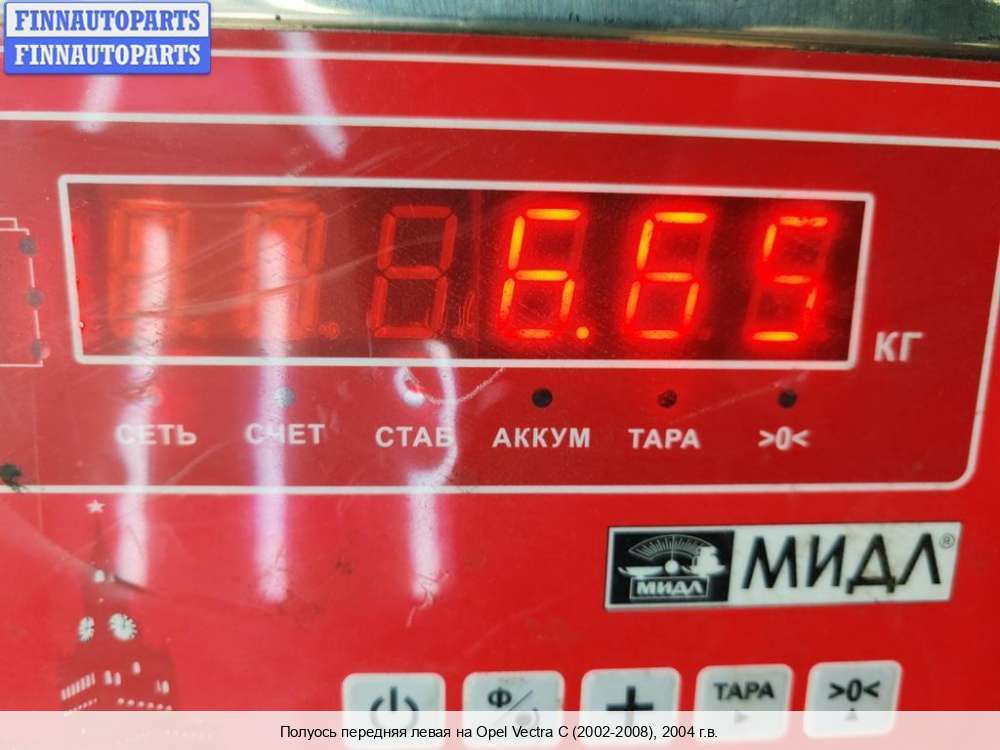 FINNAUTOPARTS
FINNAUTOPARTS
6.65
КГ
СЕТЬ СЧЕТ СТАБ АККУМ ТАРА >0<
МИДЛ МИДЛ®
Ф + ТАРА >0<
Полуось передняя левая на Opel Vectra C (2002-2008), 2004 г.в.